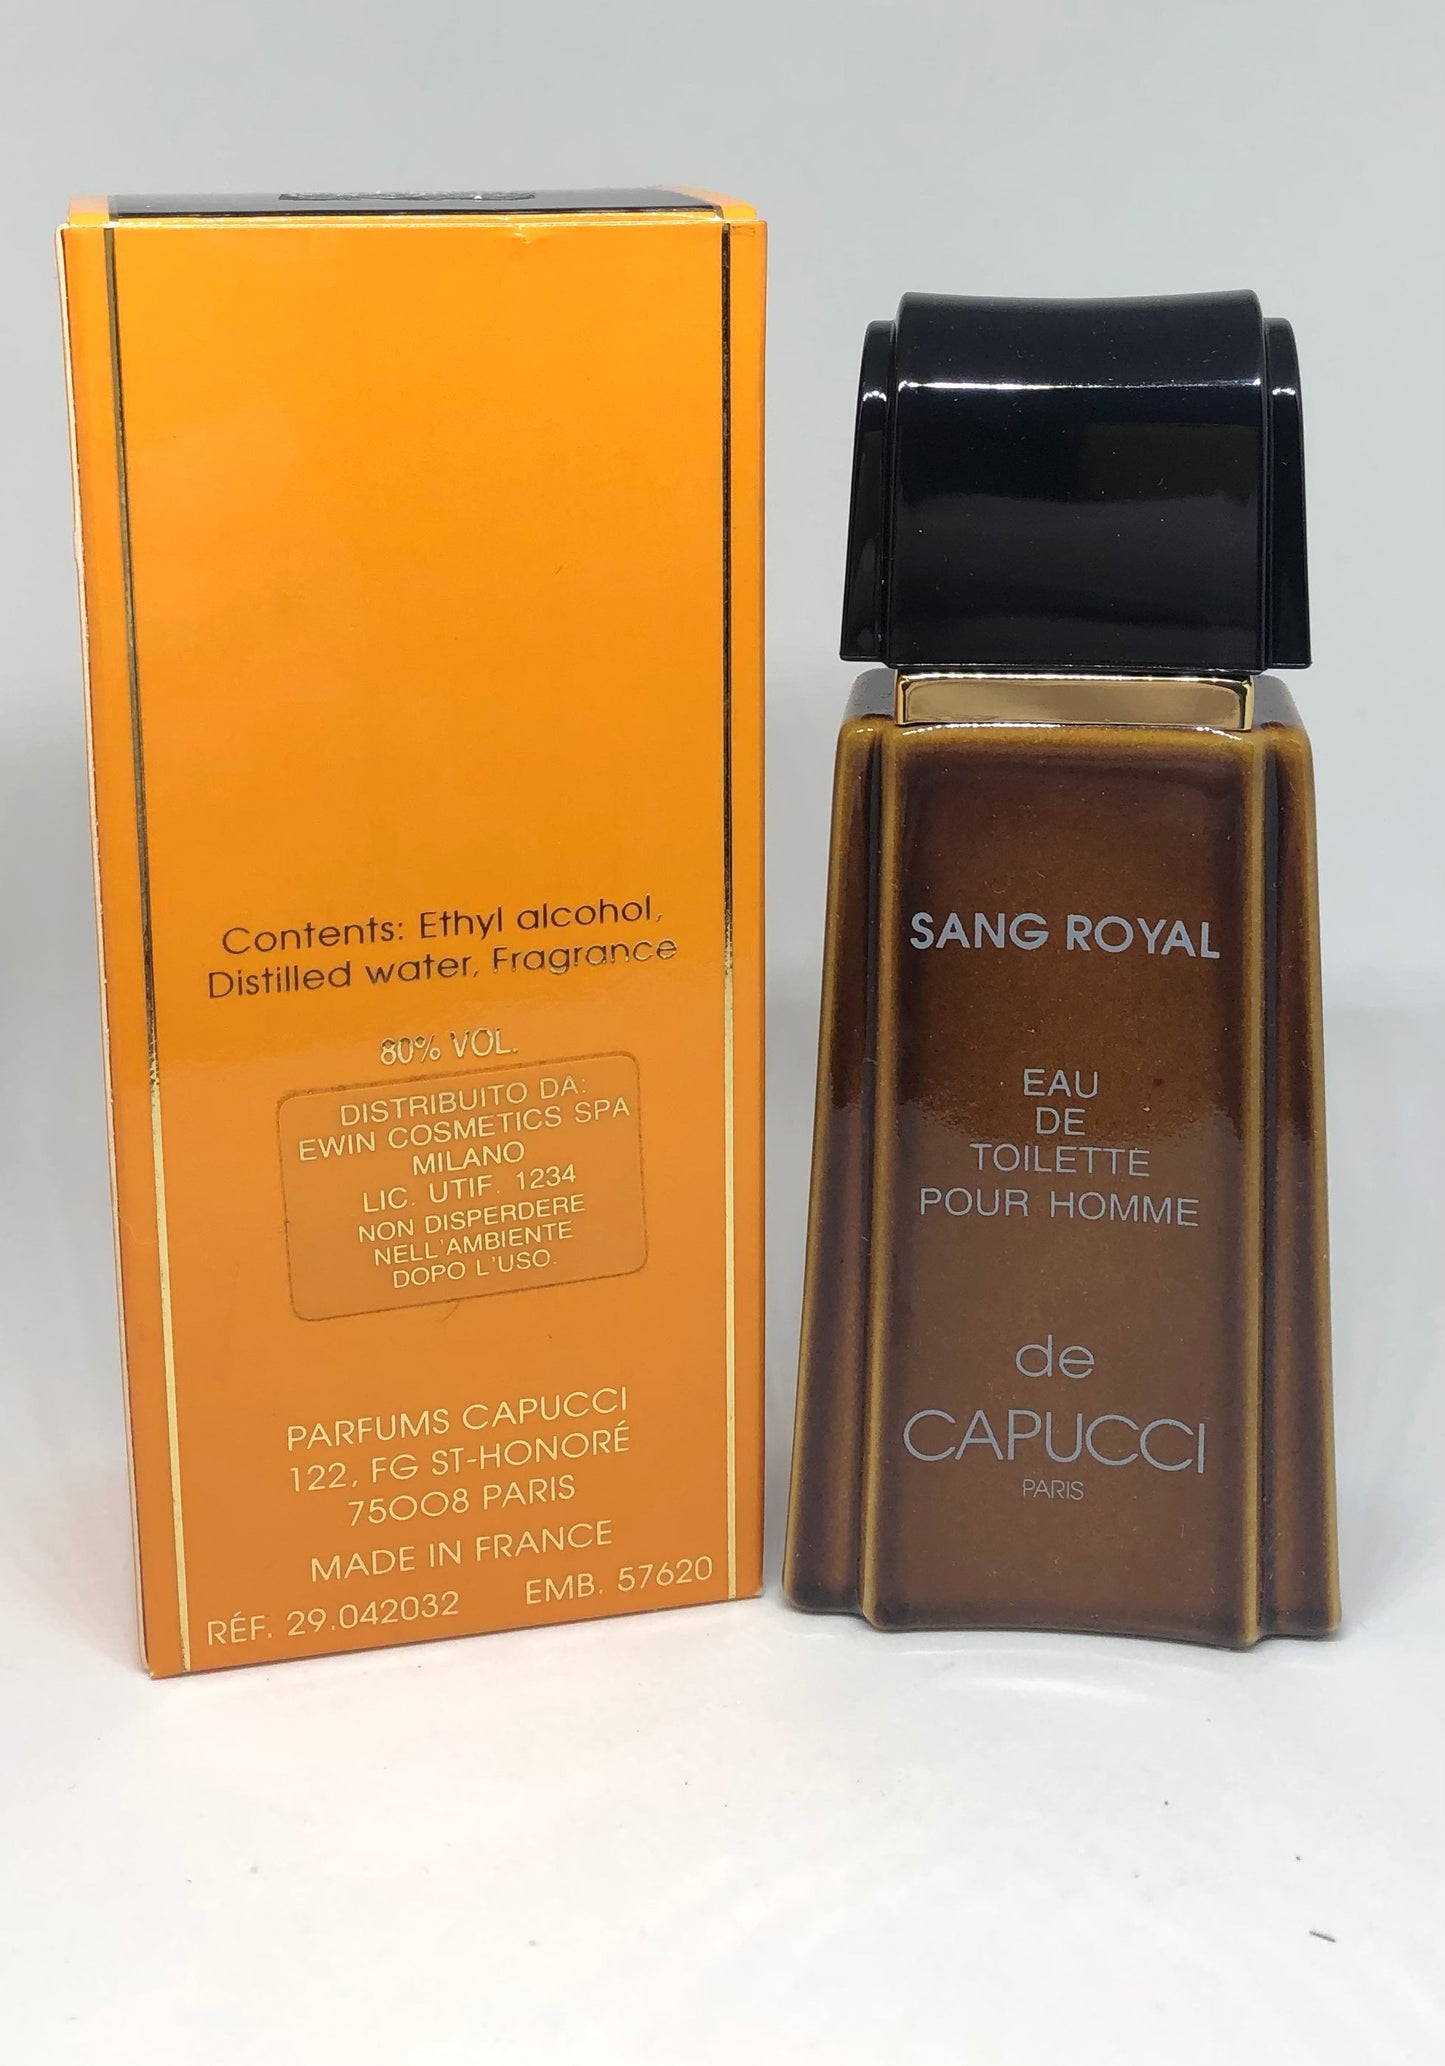 Contents: Ethyl alcohol,
Distilled water, Fragrance
80% VOL.
DISTRIBUITO DA:
EWIN COSMETICS SPA
MILANO
LIC. UTIF. 1234
NON DISPERDERE
NELL'AMBIENTE
DOPO L'USO.
PARFUMS CAPUCCI
122, FG ST-HONORÉ
75008 PARIS
MADE IN FRANCE
RÉF. 29.042032 EMB. 57620
SANG ROYAL
EAU
DE
TOILETTE
POUR HOMME
de
CAPUCCI
PARIS